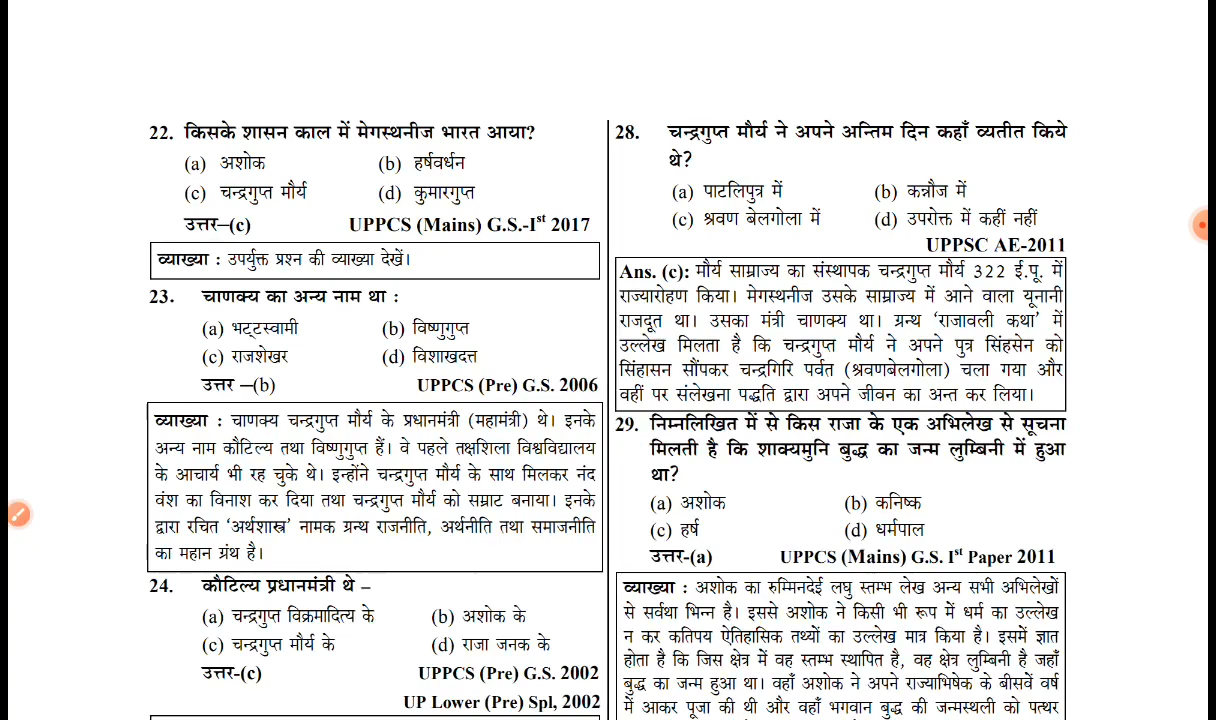 22. किसके शासन काल में मेगस्थनीज भारत आया?
(a) अशोक (b) हर्षवर्धन
(c) चन्द्रगुप्त मौर्य (d) कुमारगुप्त
उत्तर–(c) UPPCS (Mains) G.S.-Ist 2017
व्याख्या : उपर्युक्त प्रश्न की व्याख्या देखें।
23. चाणक्य का अन्य नाम था :
(a) भट्टस्वामी (b) विष्णुगुप्त
(c) राजशेखर (d) विशाखदत्त
उत्तर –(b) UPPCS (Pre) G.S. 2006
व्याख्या : चाणक्य चन्द्रगुप्त मौर्य के प्रधानमंत्री (महामंत्री) थे। इनके
अन्य नाम कौटिल्य तथा विष्णुगुप्त हैं। वे पहले तक्षशिला विश्वविद्यालय
के आचार्य भी रह चुके थे। इन्होंने चन्द्रगुप्त मौर्य के साथ मिलकर नंद
वंश का विनाश कर दिया तथा चन्द्रगुप्त मौर्य को सम्राट बनाया। इनके
द्वारा रचित ‘अर्थशास्त्र’ नामक ग्रन्थ राजनीति, अर्थनीति तथा समाजनीति
का महान ग्रंथ है।
24. कौटिल्य प्रधानमंत्री थे –
(a) चन्द्रगुप्त विक्रमादित्य के (b) अशोक के
(c) चन्द्रगुप्त मौर्य के (d) राजा जनक के
उत्तर-(c) UPPCS (Pre) G.S. 2002
UP Lower (Pre) Spl, 2002
28. चन्द्रगुप्त मौर्य ने अपने अन्तिम दिन कहाँ व्यतीत किये
थे?
(a) पाटलिपुत्र में (b) कन्नौज में
(c) श्रवण बेलगोला में (d) उपरोक्त में कहीं नहीं
UPPSC AE-2011
Ans. (c): मौर्य साम्राज्य का संस्थापक चन्द्रगुप्त मौर्य 322 ई.पू. में
राज्यारोहण किया। मेगस्थनीज उसके साम्राज्य में आने वाला यूनानी
राजदूत था। उसका मंत्री चाणक्य था। ग्रन्थ ‘राजावली कथा’ में
उल्लेख मिलता है कि चन्द्रगुप्त मौर्य ने अपने पुत्र सिंहसेन को
सिंहासन सौंपकर चन्द्रगिरि पर्वत (श्रवणबेलगोला) चला गया और
वहीं पर संलेखना पद्धति द्वारा अपने जीवन का अन्त कर लिया।
29. निम्नलिखित में से किस राजा के एक अभिलेख से सूचना
मिलती है कि शाक्यमुनि बुद्ध का जन्म लुम्बिनी में हुआ
था?
(a) अशोक (b) कनिष्क
(c) हर्ष (d) धर्मपाल
उत्तर-(a) UPPCS (Mains) G.S. Ist Paper 2011
व्याख्या : अशोक का रुम्मिनदेई लघु स्तम्भ लेख अन्य सभी अभिलेखों
से सर्वथा भिन्न है। इससे अशोक ने किसी भी रूप में धर्म का उल्लेख
न कर कतिपय ऐतिहासिक तथ्यों का उल्लेख मात्र किया है। इसमें ज्ञात
होता है कि जिस क्षेत्र में वह स्तम्भ स्थापित है, वह क्षेत्र लुम्बिनी है जहाँ
बुद्ध का जन्म हुआ था। वहाँ अशोक ने अपने राज्याभिषेक के बीसवें वर्ष
में आकर पूजा की थी और वहाँ भगवान बुद्ध की जन्मस्थली को पत्थर